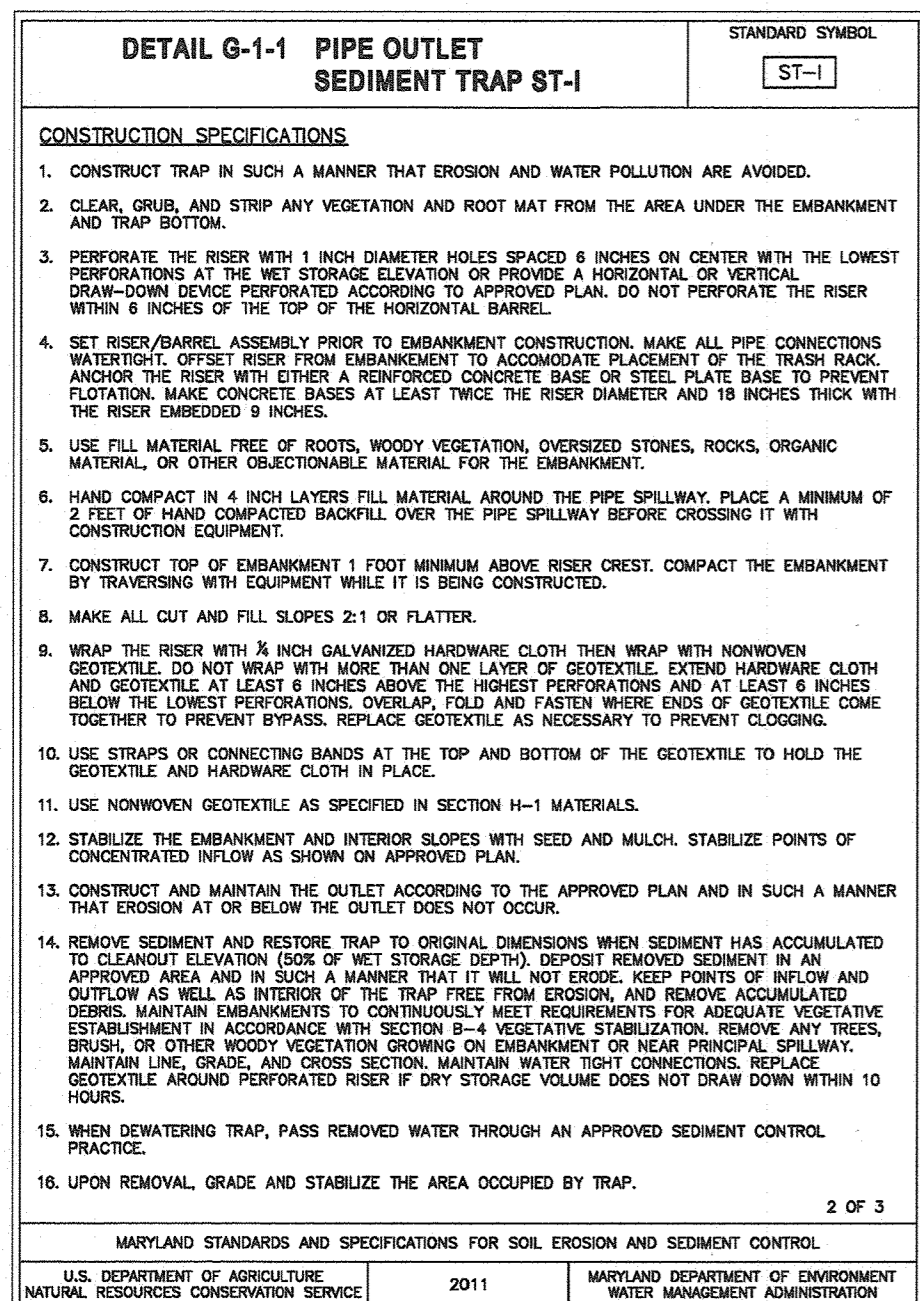 DETAIL G-1-1 PIPE OUTLET
SEDIMENT TRAP ST-I
STANDARD SYMBOL
ST-I
CONSTRUCTION SPECIFICATIONS
1. CONSTRUCT TRAP IN SUCH A MANNER THAT EROSION AND WATER POLLUTION ARE AVOIDED.
2. CLEAR, GRUB, AND STRIP ANY VEGETATION AND ROOT MAT FROM THE AREA UNDER THE EMBANKMENT
AND TRAP BOTTOM.
3. PERFORATE THE RISER WITH 1 INCH DIAMETER HOLES SPACED 6 INCHES ON CENTER WITH THE LOWEST
PERFORATIONS AT THE WET STORAGE ELEVATION OR PROVIDE A HORIZONTAL OR VERTICAL
DRAW-DOWN DEVICE PERFORATED ACCORDING TO APPROVED PLAN. DO NOT PERFORATE THE RISER
WITHIN 6 INCHES OF THE TOP OF THE HORIZONTAL BARREL.
4. SET RISER/BARREL ASSEMBLY PRIOR TO EMBANKMENT CONSTRUCTION. MAKE ALL PIPE CONNECTIONS
WATERTIGHT. OFFSET RISER FROM EMBANKEMENT TO ACCOMODATE PLACEMENT OF THE TRASH RACK.
ANCHOR THE RISER WITH EITHER A REINFORCED CONCRETE BASE OR STEEL PLATE BASE TO PREVENT
FLOTATION. MAKE CONCRETE BASES AT LEAST TWICE THE RISER DIAMETER AND 18 INCHES THICK WITH
THE RISER EMBEDDED 9 INCHES.
5. USE FILL MATERIAL FREE OF ROOTS, WOODY VEGETATION, OVERSIZED STONES, ROCKS, ORGANIC
MATERIAL, OR OTHER OBJECTIONABLE MATERIAL FOR THE EMBANKMENT.
6. HAND COMPACT IN 4 INCH LAYERS FILL MATERIAL AROUND THE PIPE SPILLWAY. PLACE A MINIMUM OF
2 FEET OF HAND COMPACTED BACKFILL OVER THE PIPE SPILLWAY BEFORE CROSSING IT WITH
CONSTRUCTION EQUIPMENT.
7. CONSTRUCT TOP OF EMBANKMENT 1 FOOT MINIMUM ABOVE RISER CREST. COMPACT THE EMBANKMENT
BY TRAVERSING WITH EQUIPMENT WHILE IT IS BEING CONSTRUCTED.
8. MAKE ALL CUT AND FILL SLOPES 2:1 OR FLATTER.
9. WRAP THE RISER WITH ¼ INCH GALVANIZED HARDWARE CLOTH THEN WRAP WITH NONWOVEN
GEOTEXTILE. DO NOT WRAP WITH MORE THAN ONE LAYER OF GEOTEXTILE. EXTEND HARDWARE CLOTH
AND GEOTEXTILE AT LEAST 6 INCHES ABOVE THE HIGHEST PERFORATIONS AND AT LEAST 6 INCHES
BELOW THE LOWEST PERFORATIONS. OVERLAP, FOLD AND FASTEN WHERE ENDS OF GEOTEXTILE COME
TOGETHER TO PREVENT BYPASS. REPLACE GEOTEXTILE AS NECESSARY TO PREVENT CLOGGING.
10. USE STRAPS OR CONNECTING BANDS AT THE TOP AND BOTTOM OF THE GEOTEXTILE TO HOLD THE
GEOTEXTILE AND HARDWARE CLOTH IN PLACE.
11. USE NONWOVEN GEOTEXTILE AS SPECIFIED IN SECTION H-1 MATERIALS.
12. STABILIZE THE EMBANKMENT AND INTERIOR SLOPES WITH SEED AND MULCH. STABILIZE POINTS OF
CONCENTRATED INFLOW AS SHOWN ON APPROVED PLAN.
13. CONSTRUCT AND MAINTAIN THE OUTLET ACCORDING TO THE APPROVED PLAN AND IN SUCH A MANNER
THAT EROSION AT OR BELOW THE OUTLET DOES NOT OCCUR.
14. REMOVE SEDIMENT AND RESTORE TRAP TO ORIGINAL DIMENSIONS WHEN SEDIMENT HAS ACCUMULATED
TO CLEANOUT ELEVATION (50% OF WET STORAGE DEPTH). DEPOSIT REMOVED SEDIMENT IN AN
APPROVED AREA AND IN SUCH A MANNER THAT IT WILL NOT ERODE. KEEP POINTS OF INFLOW AND
OUTFLOW AS WELL AS INTERIOR OF THE TRAP FREE FROM EROSION, AND REMOVE ACCUMULATED
DEBRIS. MAINTAIN EMBANKMENTS TO CONTINUOUSLY MEET REQUIREMENTS FOR ADEQUATE VEGETATIVE
ESTABLISHMENT IN ACCORDANCE WITH SECTION B-4 VEGETATIVE STABILIZATION. REMOVE ANY TREES,
BRUSH, OR OTHER WOODY VEGETATION GROWING ON EMBANKMENT OR NEAR PRINCIPAL SPILLWAY.
MAINTAIN LINE, GRADE, AND CROSS SECTION. MAINTAIN WATER TIGHT CONNECTIONS. REPLACE
GEOTEXTILE AROUND PERFORATED RISER IF DRY STORAGE VOLUME DOES NOT DRAW DOWN WITHIN 10
HOURS.
15. WHEN DEWATERING TRAP, PASS REMOVED WATER THROUGH AN APPROVED SEDIMENT CONTROL
PRACTICE.
16. UPON REMOVAL, GRADE AND STABILIZE THE AREA OCCUPIED BY TRAP.
2 OF 3
MARYLAND STANDARDS AND SPECIFICATIONS FOR SOIL EROSION AND SEDIMENT CONTROL
U.S. DEPARTMENT OF AGRICULTURE
NATURAL RESOURCES CONSERVATION SERVICE
2011
MARYLAND DEPARTMENT OF ENVIRONMENT
WATER MANAGEMENT ADMINISTRATION